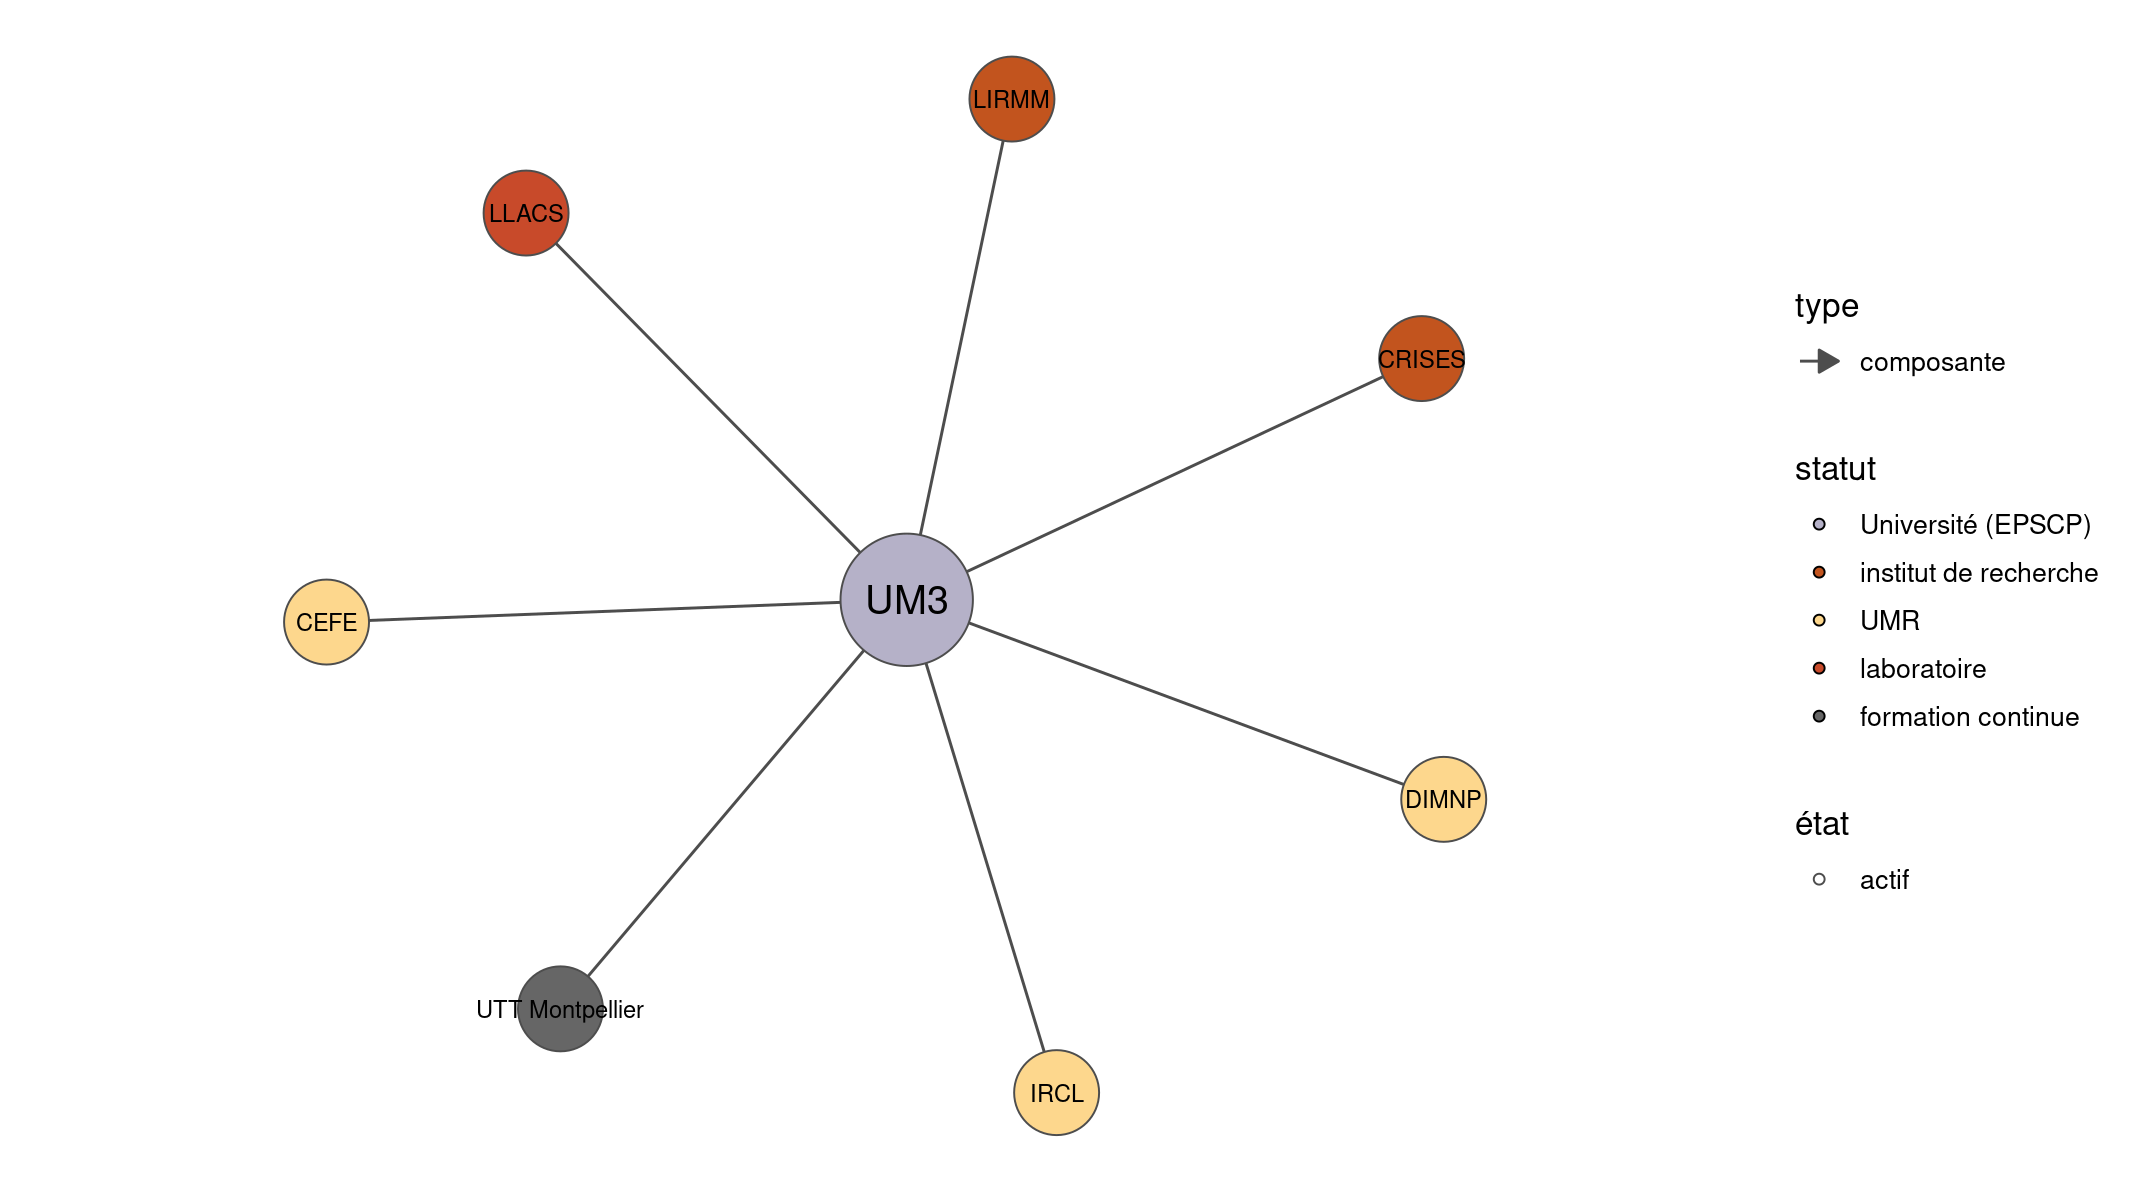 LIRMM
LLACS
CRISES
UM3
CEFE
DIMNP
UTT Montpellier
IRCL
type
composante
statut
Université (EPSCP)
institut de recherche
UMR
laboratoire
formation continue
état
actif